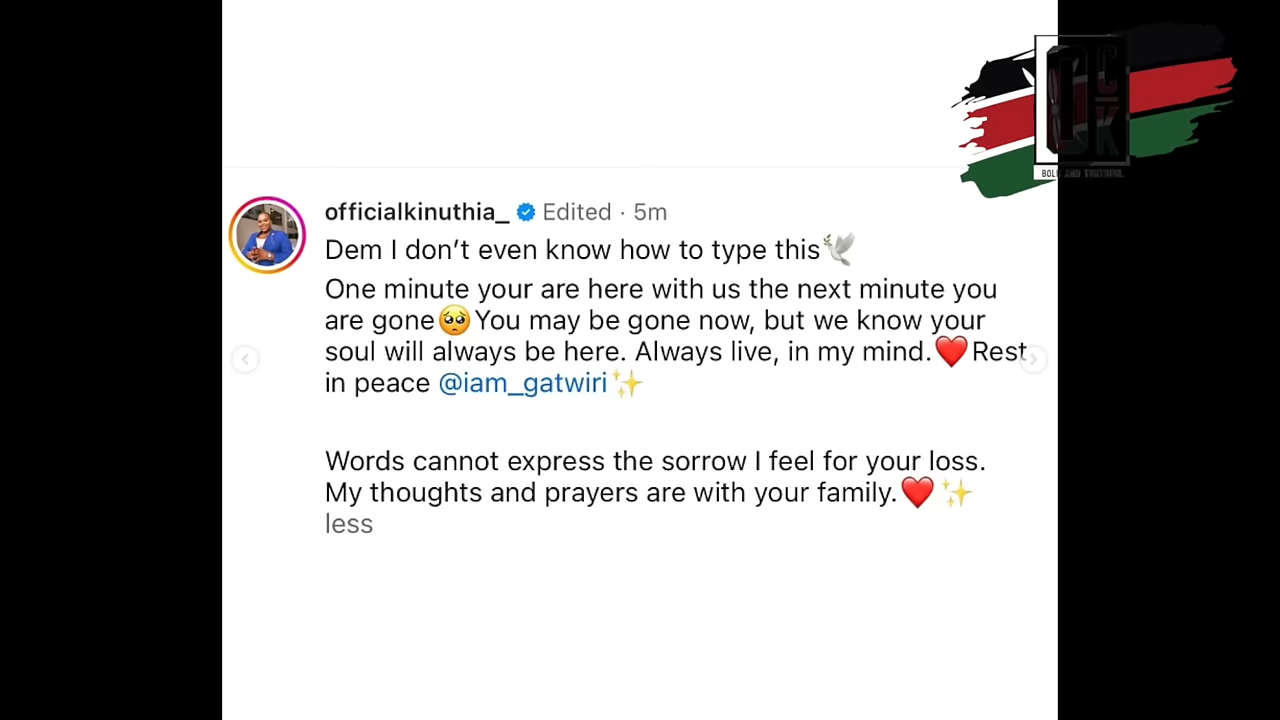 officialkinuthia_ Edited · 5m
Dem I don’t even know how to type this🕊️
One minute your are here with us the next minute you
are gone🥺You may be gone now, but we know your
soul will always be here. Always live, in my mind.❤️Rest
in peace @iam_gatwiri✨
Words cannot express the sorrow I feel for your loss.
My thoughts and prayers are with your family.❤️✨
less
C
K
BOLD AND TRUTHFUL